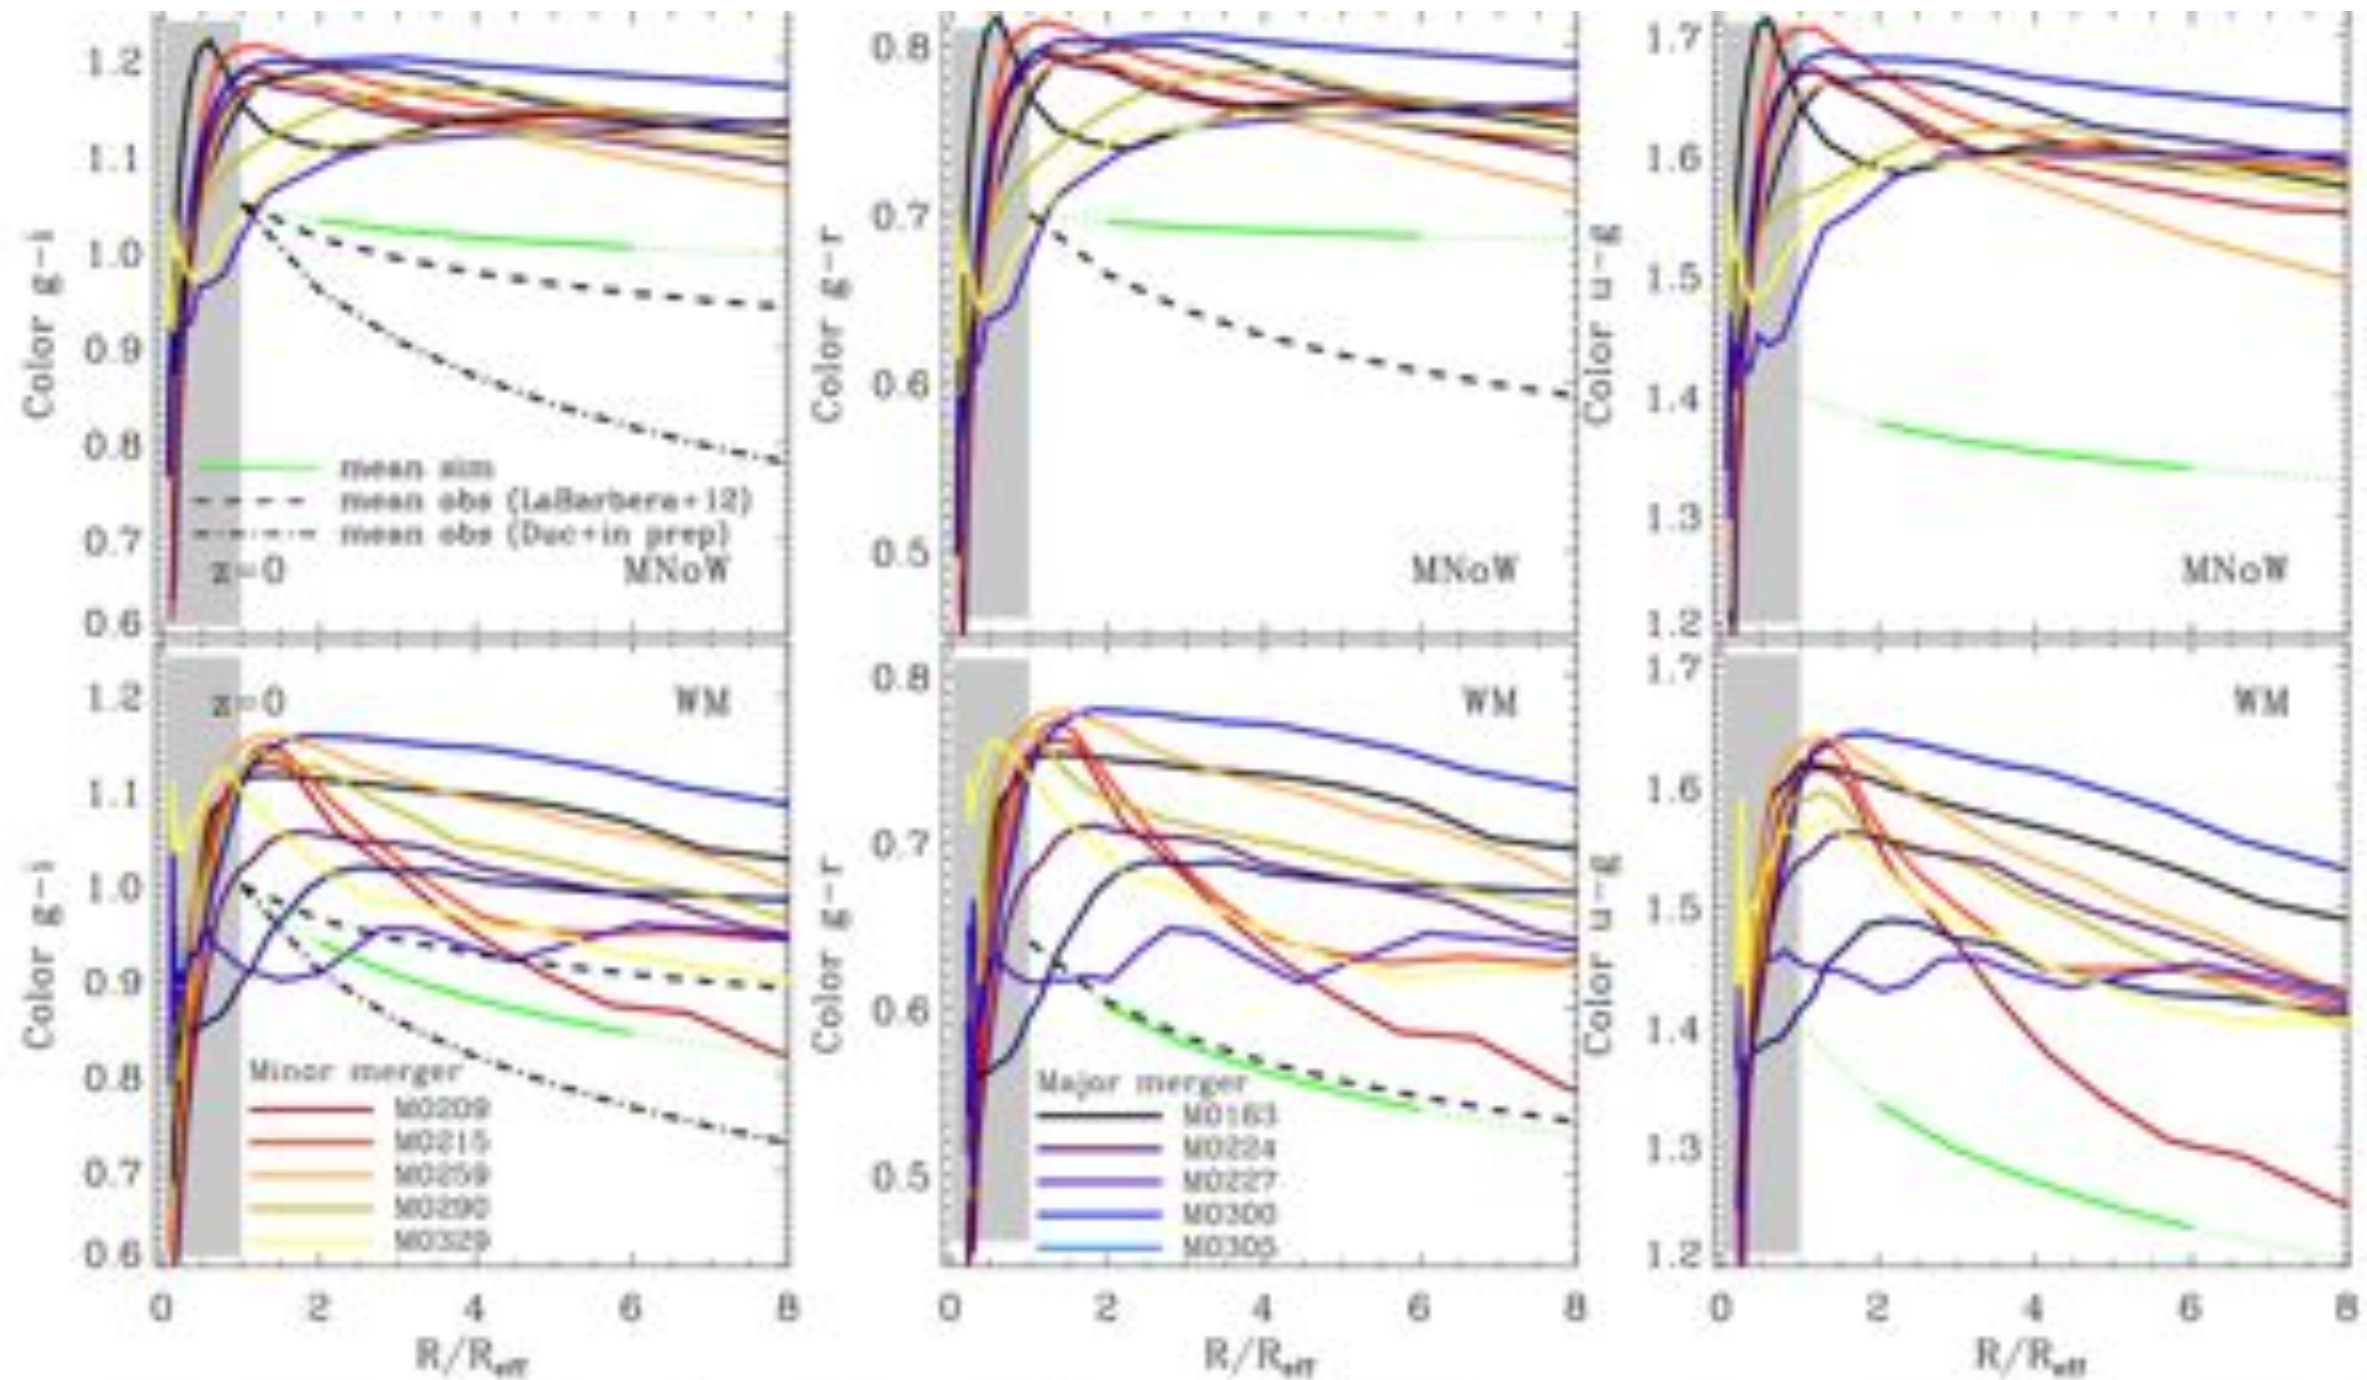 1.2
1.1
1.0
0.9
0.8
0.7
0.6
Color g-i
mean sim
mean obs (LaBarbera+12)
mean obs (Duc+in prep)
z=0
MNoW
0.8
0.7
0.6
0.5
Color g-r
MNoW
1.7
1.6
1.5
1.4
1.3
1.2
Color u-g
MNoW
1.2
1.1
1.0
0.9
0.8
0.7
0.6
Color g-i
z=0
WM
Minor merger
M0209
M0215
M0259
M0290
M0329
0 2 4 6 8
R/Reff
0.8
0.7
0.6
0.5
Color g-r
WM
Major merger
M0163
M0224
M0227
M0300
M0305
0 2 4 6 8
R/Reff
1.7
1.6
1.5
1.4
1.3
1.2
Color u-g
WM
0 2 4 6 8
R/Reff